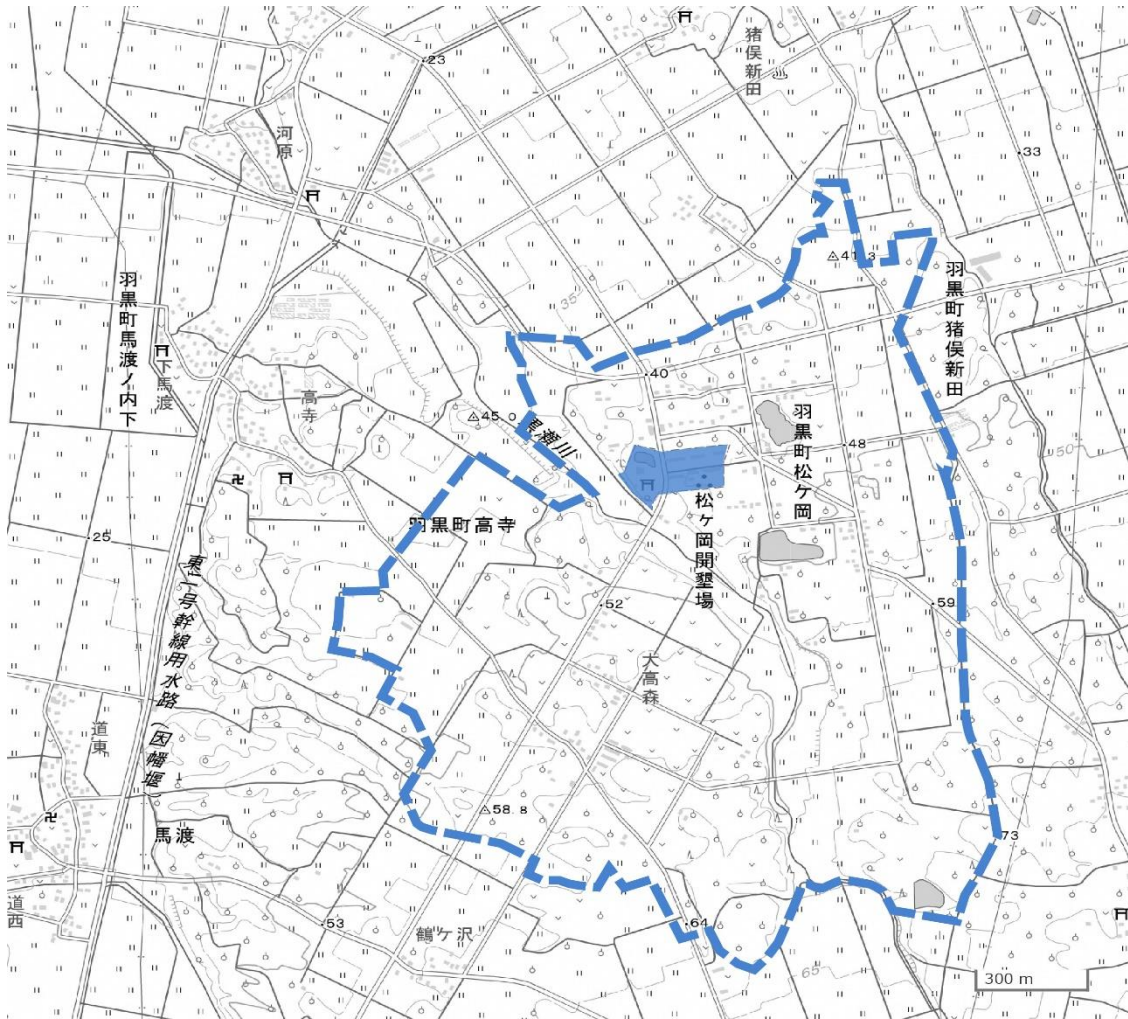 猪俣新田
23
河原
33
41.3
羽黒町馬渡ノ内下
35
羽黒町猪俣新田
下馬渡
高寺
40
45.0
黒瀬川
羽黒町松ケ岡
48
50
松ヶ岡開墾場
羽黒町高寺
25
東二号幹線用水路(因幡堰)
52
59
大高森
道東
58.8
馬渡
73
道西
53
鶴ケ沢
64
65
300 m